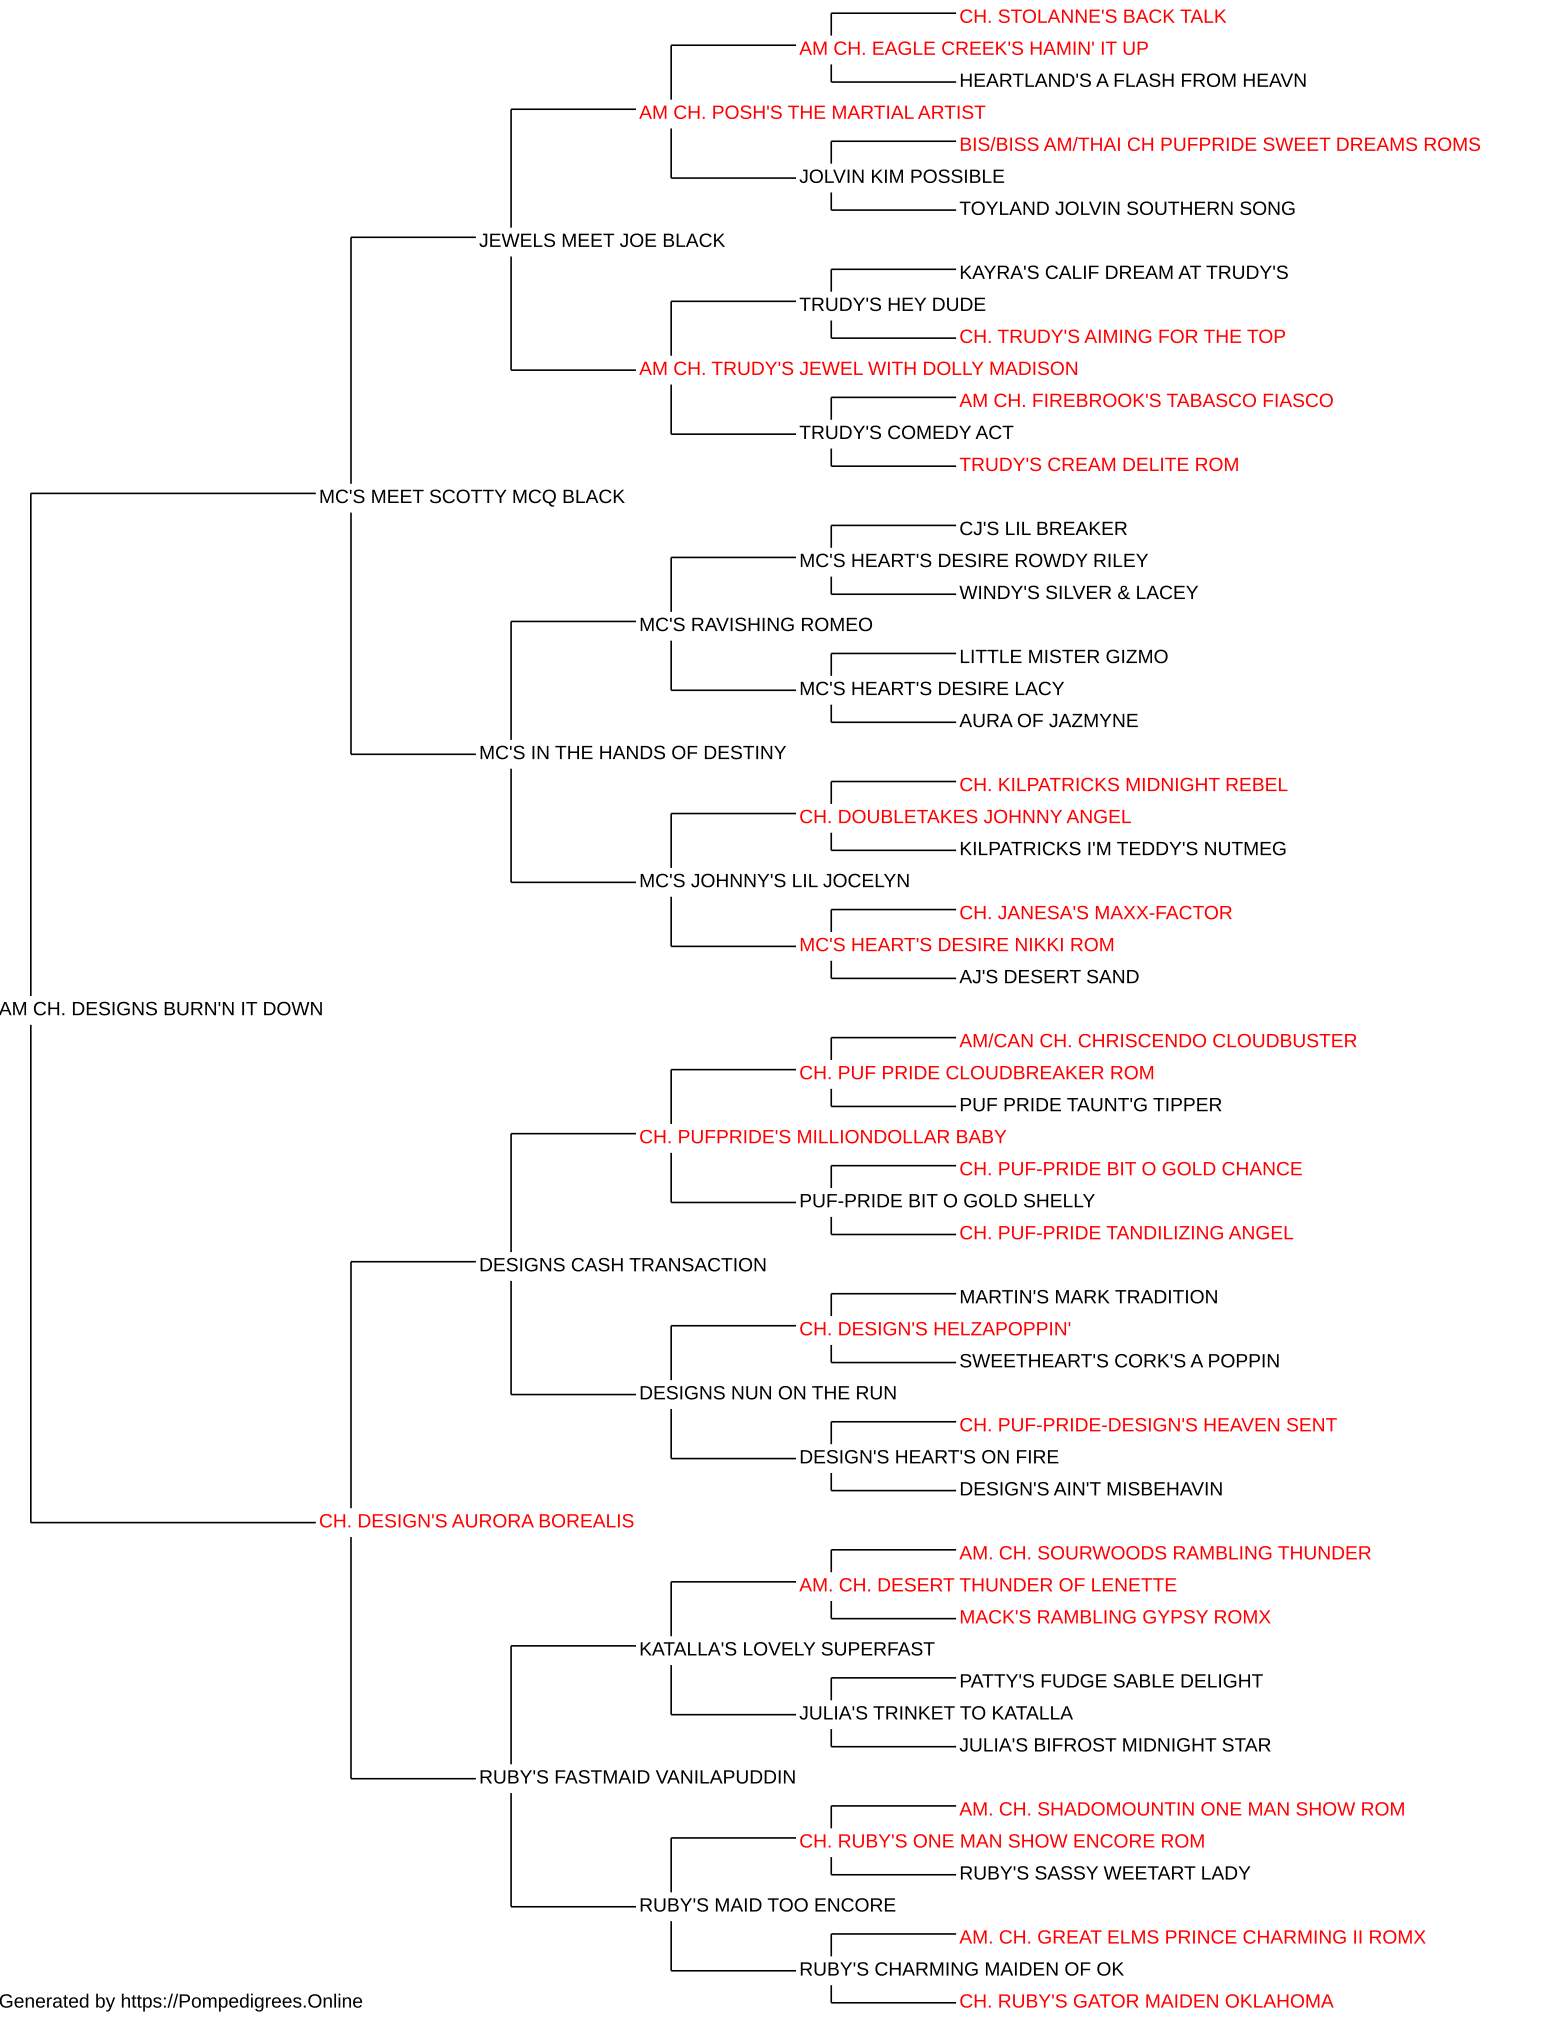 CH. STOLANNE'S BACK TALK
AM CH. EAGLE CREEK'S HAMIN' IT UP
HEARTLAND'S A FLASH FROM HEAVN
AM CH. POSH'S THE MARTIAL ARTIST
BIS/BISS AM/THAI CH PUFPRIDE SWEET DREAMS ROMS
JOLVIN KIM POSSIBLE
TOYLAND JOLVIN SOUTHERN SONG
JEWELS MEET JOE BLACK
KAYRA'S CALIF DREAM AT TRUDY'S
TRUDY'S HEY DUDE
CH. TRUDY'S AIMING FOR THE TOP
AM CH. TRUDY'S JEWEL WITH DOLLY MADISON
AM CH. FIREBROOK'S TABASCO FIASCO
TRUDY'S COMEDY ACT
TRUDY'S CREAM DELITE ROM
MC'S MEET SCOTTY MCQ BLACK
CJ'S LIL BREAKER
MC'S HEART'S DESIRE ROWDY RILEY
WINDY'S SILVER & LACEY
MC'S RAVISHING ROMEO
LITTLE MISTER GIZMO
MC'S HEART'S DESIRE LACY
AURA OF JAZMYNE
MC'S IN THE HANDS OF DESTINY
CH. KILPATRICKS MIDNIGHT REBEL
CH. DOUBLETAKES JOHNNY ANGEL
KILPATRICKS I'M TEDDY'S NUTMEG
MC'S JOHNNY'S LIL JOCELYN
CH. JANESA'S MAXX-FACTOR
MC'S HEART'S DESIRE NIKKI ROM
AJ'S DESERT SAND
AM CH. DESIGNS BURN'N IT DOWN
AM/CAN CH. CHRISCENDO CLOUDBUSTER
CH. PUF PRIDE CLOUDBREAKER ROM
PUF PRIDE TAUNT'G TIPPER
CH. PUFPRIDE'S MILLIONDOLLAR BABY
CH. PUF-PRIDE BIT O GOLD CHANCE
PUF-PRIDE BIT O GOLD SHELLY
CH. PUF-PRIDE TANDILIZING ANGEL
DESIGNS CASH TRANSACTION
MARTIN'S MARK TRADITION
CH. DESIGN'S HELZAPOPPIN'
SWEETHEART'S CORK'S A POPPIN
DESIGNS NUN ON THE RUN
CH. PUF-PRIDE-DESIGN'S HEAVEN SENT
DESIGN'S HEART'S ON FIRE
DESIGN'S AIN'T MISBEHAVIN
CH. DESIGN'S AURORA BOREALIS
AM. CH. SOURWOODS RAMBLING THUNDER
AM. CH. DESERT THUNDER OF LENETTE
MACK'S RAMBLING GYPSY ROMX
KATALLA'S LOVELY SUPERFAST
PATTY'S FUDGE SABLE DELIGHT
JULIA'S TRINKET TO KATALLA
JULIA'S BIFROST MIDNIGHT STAR
RUBY'S FASTMAID VANILAPUDDIN
AM. CH. SHADOMOUNTIN ONE MAN SHOW ROM
CH. RUBY'S ONE MAN SHOW ENCORE ROM
RUBY'S SASSY WEETART LADY
RUBY'S MAID TOO ENCORE
AM. CH. GREAT ELMS PRINCE CHARMING II ROMX
RUBY'S CHARMING MAIDEN OF OK
CH. RUBY'S GATOR MAIDEN OKLAHOMA
Generated by https://Pompedigrees.Online